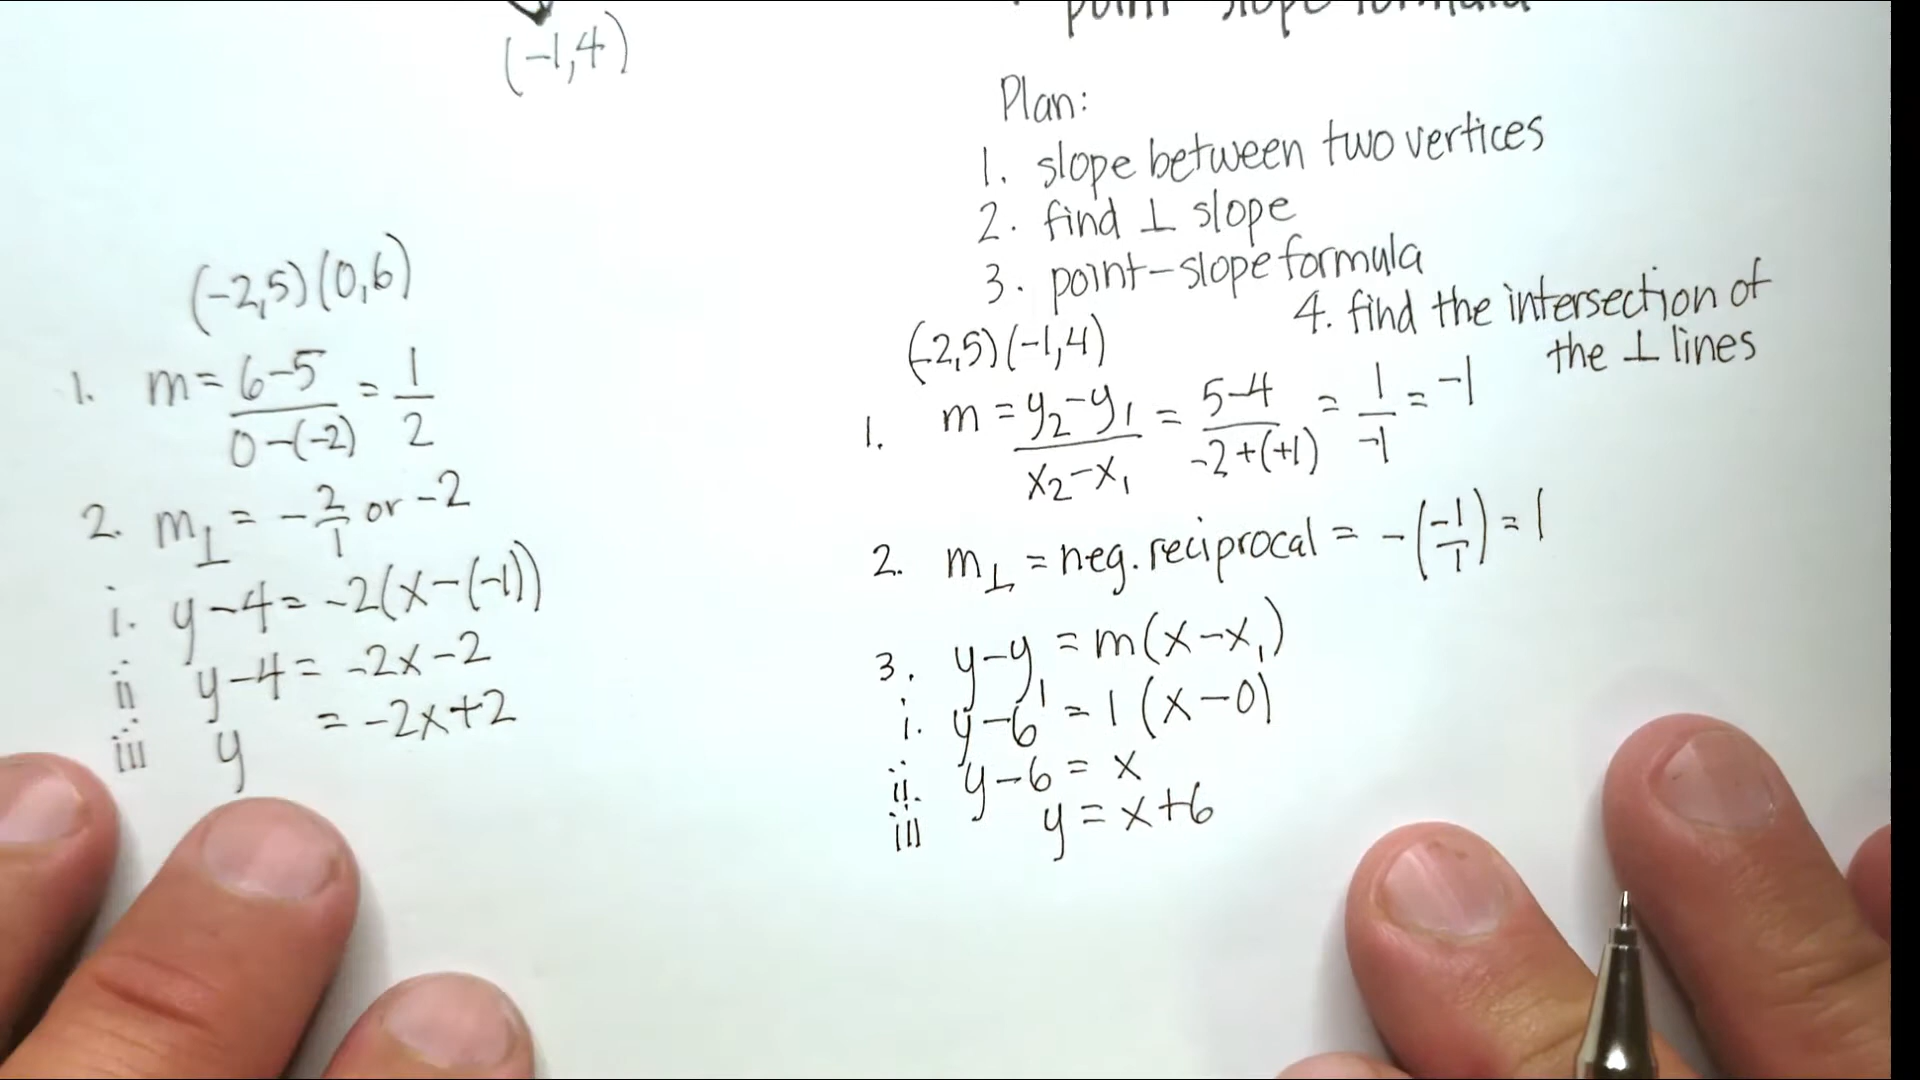 point-slope formula
(-1,4)
Plan:
1. slope between two vertices
2. find ⊥ slope
3. point-slope formula
4. find the intersection of
the ⊥ lines
(-2,5)(0,6)
1. m = 6-5/0-(-2) = 1/2
2. m⊥ = -2/1 or -2
i. y-4 = -2(x-(-1))
ii y-4 = -2x-2
iii y = -2x+2
(-2,5)(-1,4)
1. m = y₂-y₁/x₂-x₁ = 5-4/-2+(+1) = 1/-1 = -1
2. m⊥ = neg. reciprocal = -(-1/1) = 1
3. y-y₁ = m(x-x₁)
i. y-6 = 1(x-0)
ii. y-6 = x
iii y = x+6